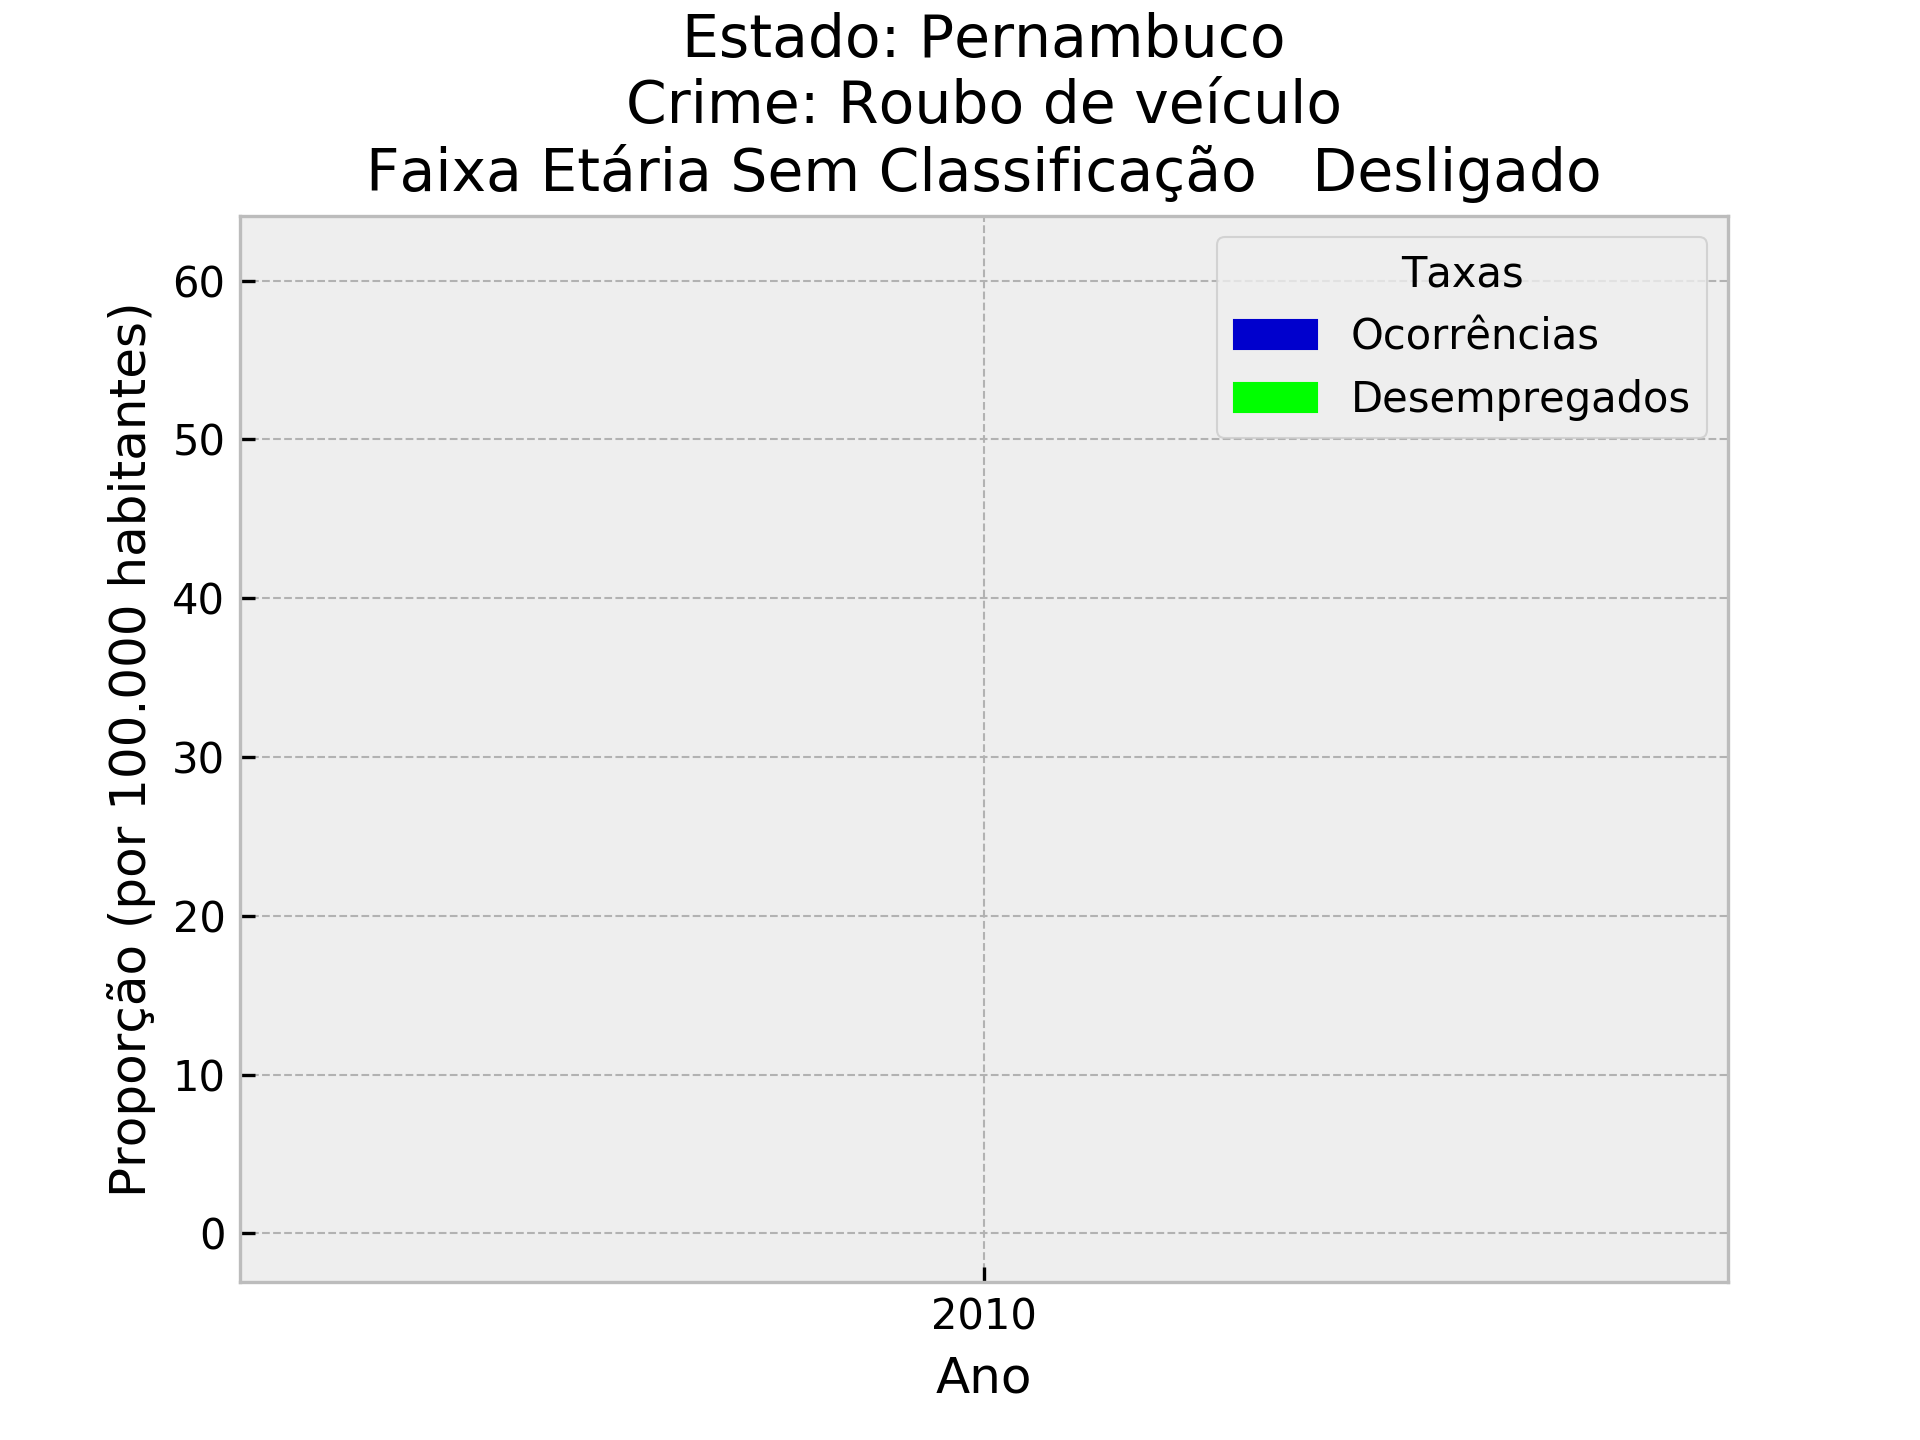 Estado: Pernambuco
Crime: Roubo de veículo
Faixa Etária Sem Classificação   Desligado
Taxas
Ocorrências
Desempregados
Proporção (por 100.000 habitantes)
60
50
40
30
20
10
0
2010
Ano